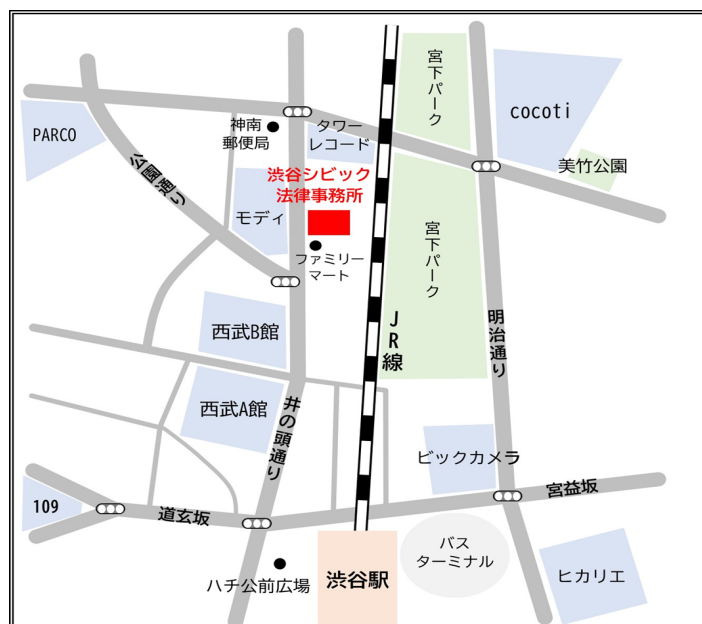 宮下パーク
cocoti
神南
郵便局
タワー
レコード
PARCO
渋谷シビック
法律事務所
美竹公園
公園通り
モディ
宮下パーク
ファミリー
マート
西武B館
JR線
明治通り
西武A館
井の頭通り
ビックカメラ
宮益坂
109
道玄坂
バス
ターミナル
ハチ公前広場
渋谷駅
ヒカリエ